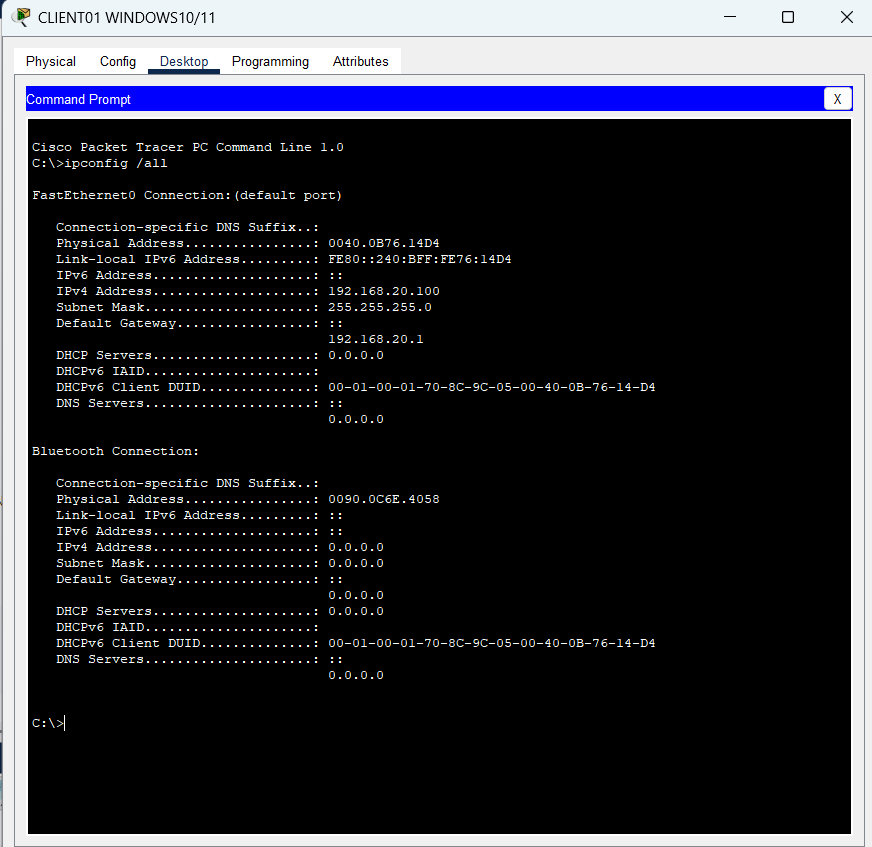 CLIENT01 WINDOWS10/11
Physical Config Desktop Programming Attributes
Command Prompt X
Cisco Packet Tracer PC Command Line 1.0
C:\>ipconfig /all
FastEthernet0 Connection:(default port)
Connection-specific DNS Suffix..:
Physical Address................: 0040.0B76.14D4
Link-local IPv6 Address.........: FE80::240:BFF:FE76:14D4
IPv6 Address....................: ::
IPv4 Address....................: 192.168.20.100
Subnet Mask.....................: 255.255.255.0
Default Gateway.................: ::
192.168.20.1
DHCP Servers....................: 0.0.0.0
DHCPv6 IAID.....................:
DHCPv6 Client DUID..............: 00-01-00-01-70-8C-9C-05-00-40-0B-76-14-D4
DNS Servers.....................: ::
0.0.0.0
Bluetooth Connection:
Connection-specific DNS Suffix..:
Physical Address................: 0090.0C6E.4058
Link-local IPv6 Address.........: ::
IPv6 Address....................: ::
IPv4 Address....................: 0.0.0.0
Subnet Mask.....................: 0.0.0.0
Default Gateway.................: ::
0.0.0.0
DHCP Servers....................: 0.0.0.0
DHCPv6 IAID.....................:
DHCPv6 Client DUID..............: 00-01-00-01-70-8C-9C-05-00-40-0B-76-14-D4
DNS Servers.....................: ::
0.0.0.0
C:\>